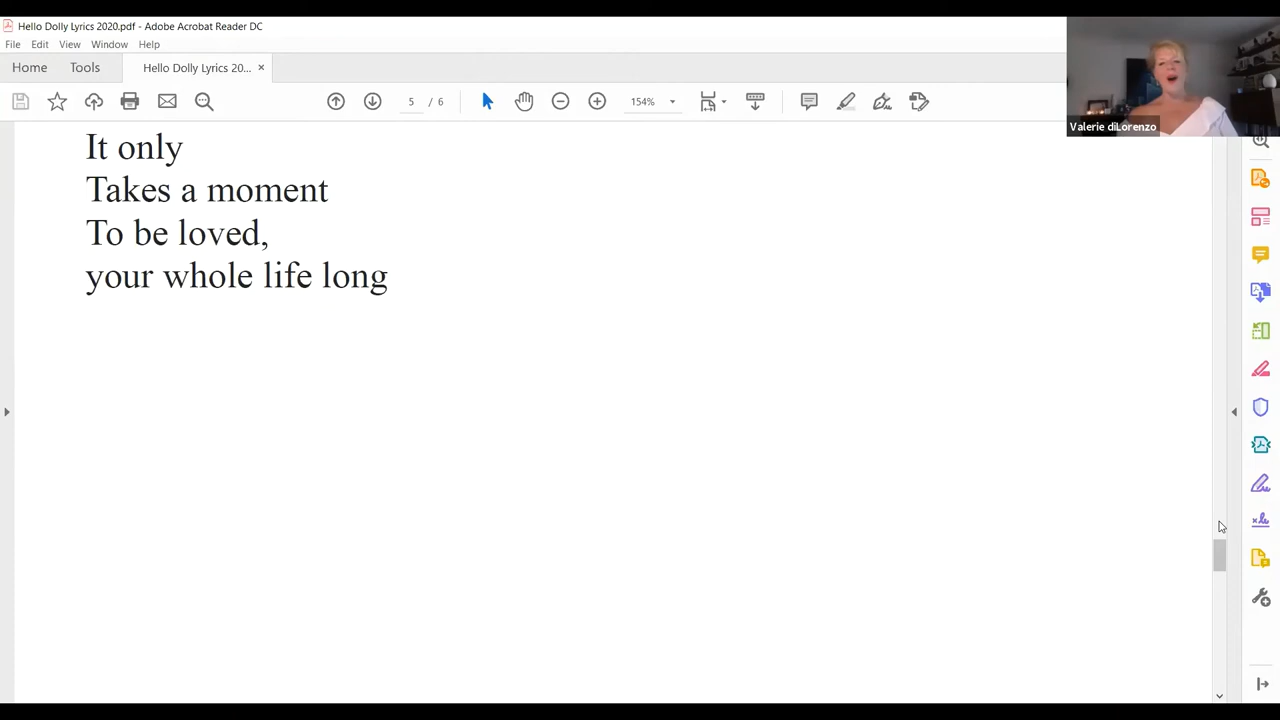 Hello Dolly Lyrics 2020.pdf - Adobe Acrobat Reader DC
File Edit View Window Help
Home Tools Hello Dolly Lyrics 20... ×
5 / 6 154%
Valerie diLorenzo
It only
Takes a moment
To be loved,
your whole life long